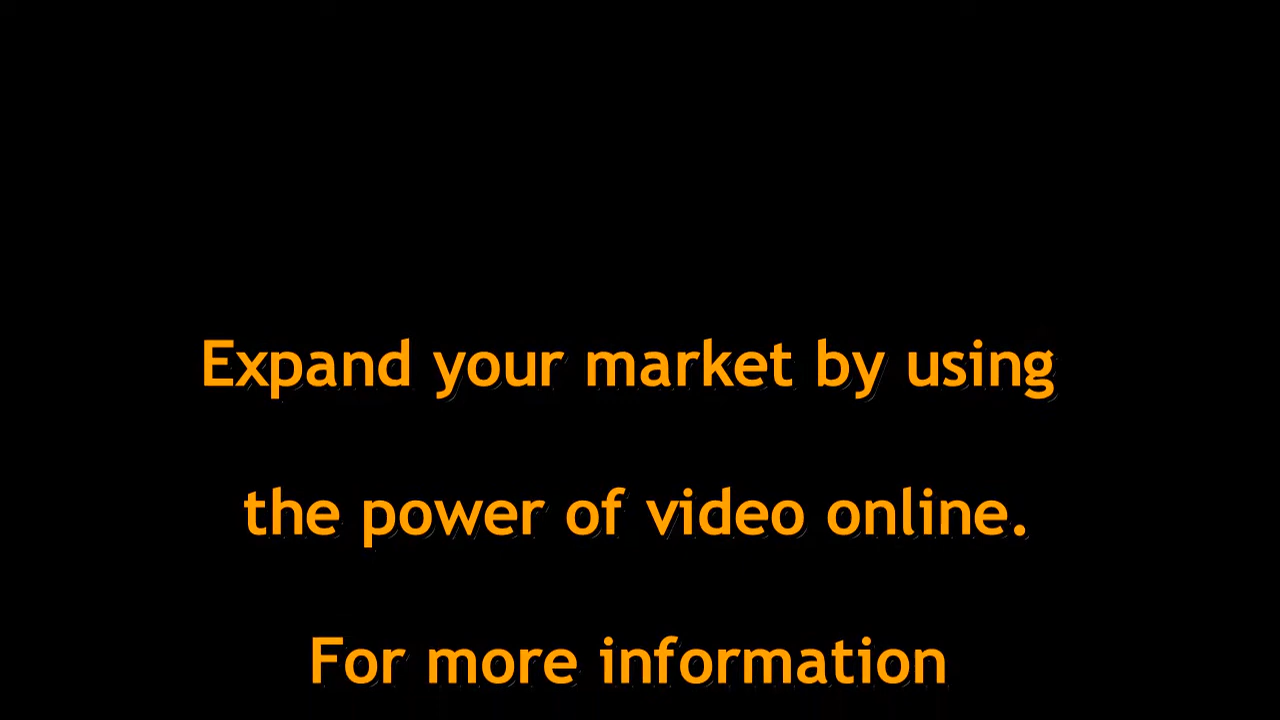 Expand your market by using
the power of video online.
For more information